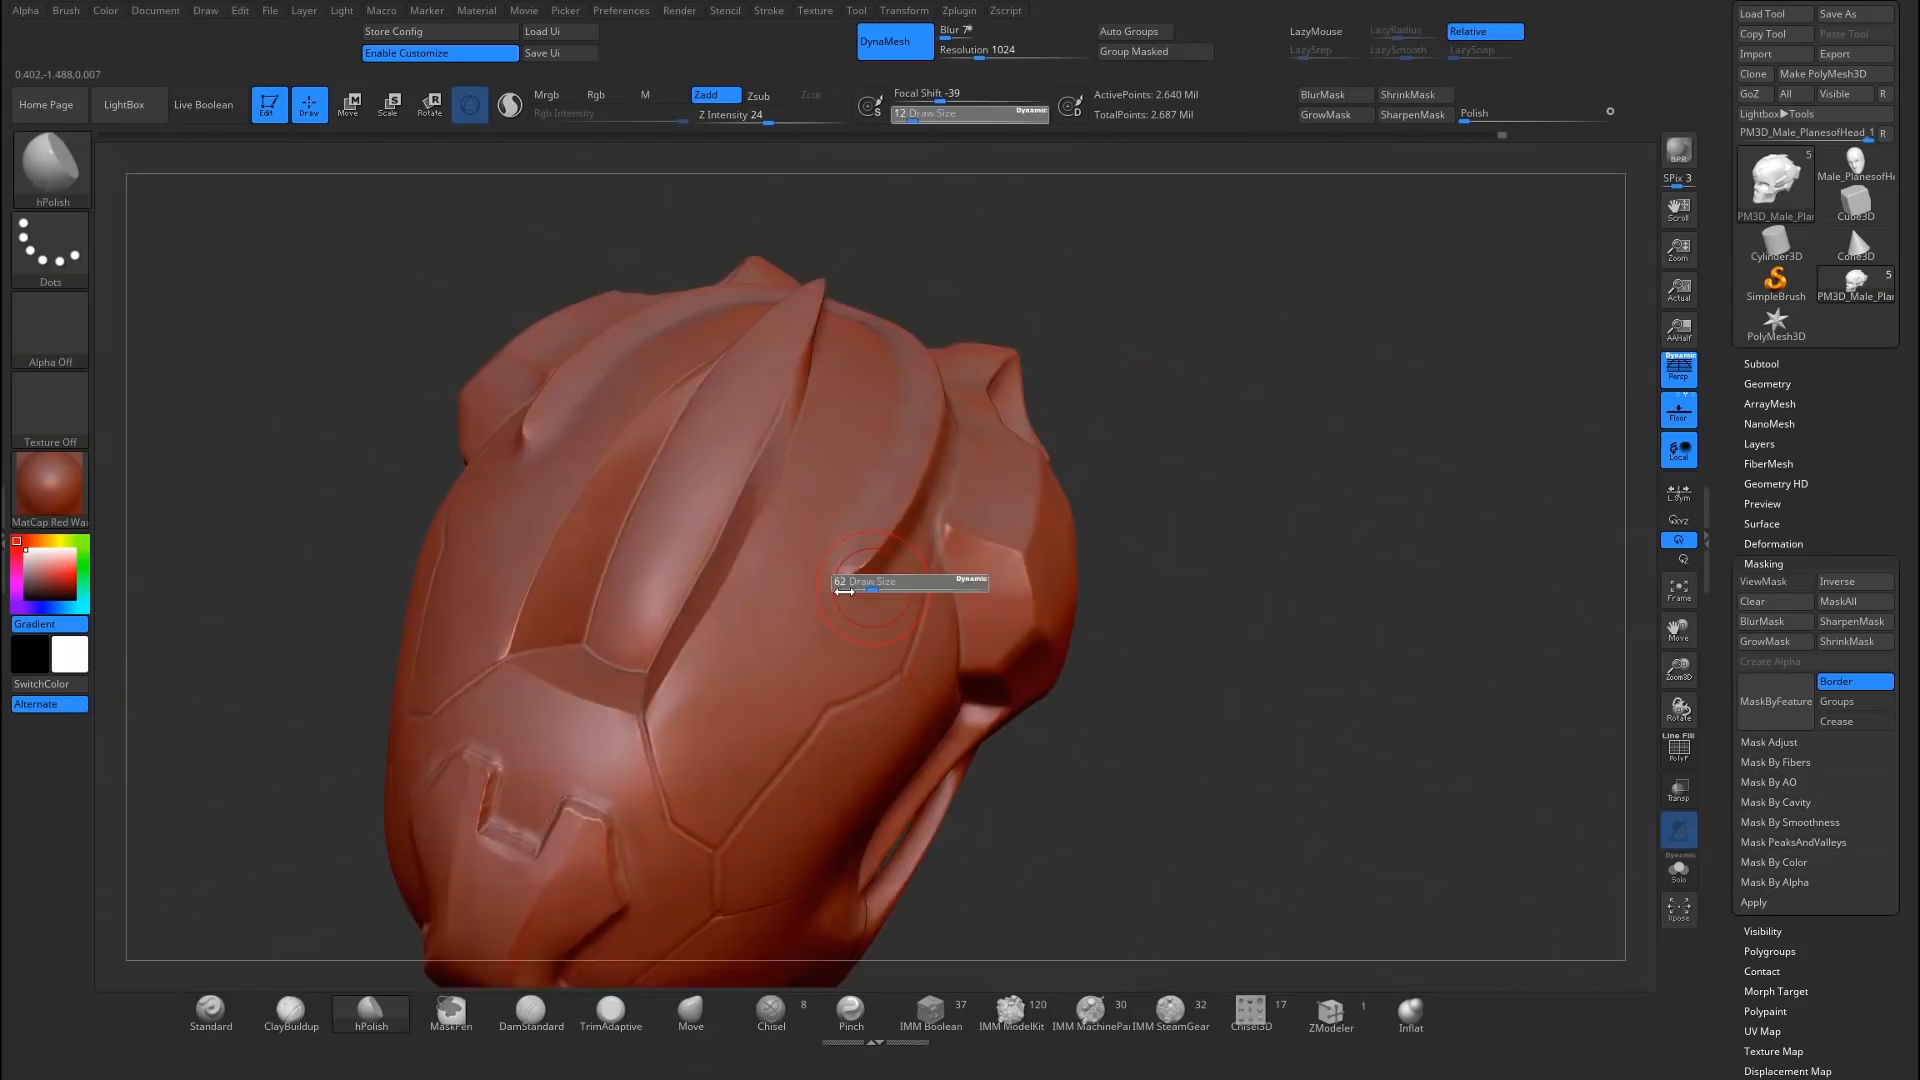 Alpha Brush Color Document Draw Edit File Layer Light Macro Marker Material Movie Picker Preferences Render Stencil Stroke Texture Tool Transform Zplugin Zscript
Store Config Load Ui
Enable Customize Save Ui
DynaMesh Blur 7 Resolution 1024
Auto Groups
Group Masked
LazyMouse LazyRadius Relative
LazyStep LazySmooth LazySnap
0.402,-1.488,0.007
Home Page LightBox Live Boolean
Edit Draw Move Scale Rotate
Mrgb Rgb M Zadd Zsub Zcut
Rgb Intensity Z Intensity 24
S Focal Shift -39 D
12 Draw Size Dynamic
ActivePoints: 2.640 Mil
TotalPoints: 2.687 Mil
BlurMask ShrinkMask
GrowMask SharpenMask Polish
hPolish
Dots
Alpha Off
Texture Off
MatCap Red Wax
Gradient
SwitchColor
Alternate
62 Draw Size Dynamic
BPR
SPix 3
Scroll
Zoom
Actual
AAHalf
Dynamic
Persp
Floor
Local
L.Sym
XYZ
Frame
Move
Zoom3D
Rotate
Line Fill
PolyF
Transp
Dynamic
Solo
Xpose
Load Tool Save As
Copy Tool Paste Tool
Import Export
Clone Make PolyMesh3D
GoZ All Visible R
Lightbox▶Tools
PM3D_Male_PlanesofHead_1 R
5
PM3D_Male_Plan
Male_PlanesofHe
Cube3D
Cylinder3D Cone3D
5
SimpleBrush PM3D_Male_Plan
PolyMesh3D
Subtool
Geometry
ArrayMesh
NanoMesh
Layers
FiberMesh
Geometry HD
Preview
Surface
Deformation
Masking
ViewMask Inverse
Clear MaskAll
BlurMask SharpenMask
GrowMask ShrinkMask
Create Alpha
MaskByFeature Border
Groups
Crease
Mask Adjust
Mask By Fibers
Mask By AO
Mask By Cavity
Mask By Smoothness
Mask PeaksAndValleys
Mask By Color
Mask By Alpha
Apply
Visibility
Polygroups
Contact
Morph Target
Polypaint
UV Map
Texture Map
Displacement Map
8 37 120 30 32 17 1
Standard ClayBuildup hPolish MaskPen DamStandard TrimAdaptive Move Chisel Pinch IMM Boolean IMM ModelKit IMM MachinePar IMM SteamGear Chisel3D ZModeler Inflat